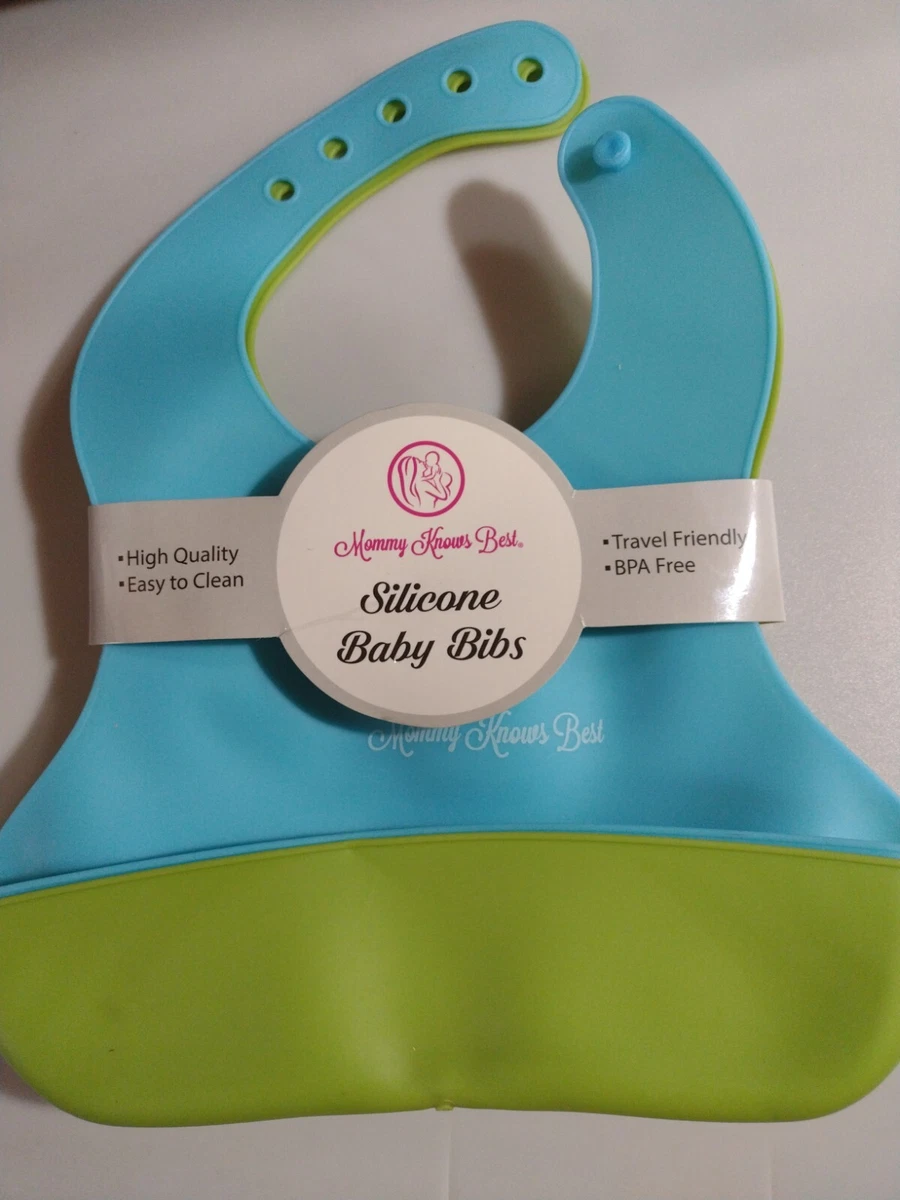 Mommy Knows Best®
Silicone
Baby Bibs
▪High Quality
▪Easy to Clean
▪Travel Friendly
▪BPA Free
Mommy Knows Best